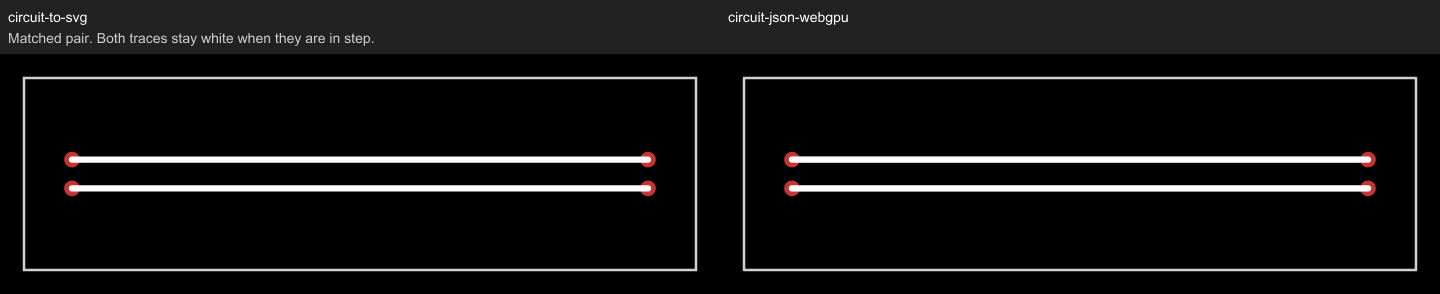 circuit-to-svg
circuit-json-webgpu
Matched pair. Both traces stay white when they are in step.